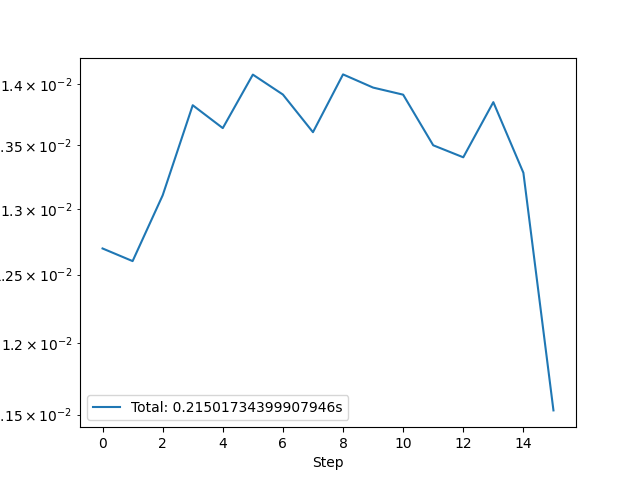 1.4 × 10⁻²
.35 × 10⁻²
1.3 × 10⁻²
.25 × 10⁻²
1.2 × 10⁻²
.15 × 10⁻²
Total: 0.21501734399907946s
0 2 4 6 8 10 12 14
Step